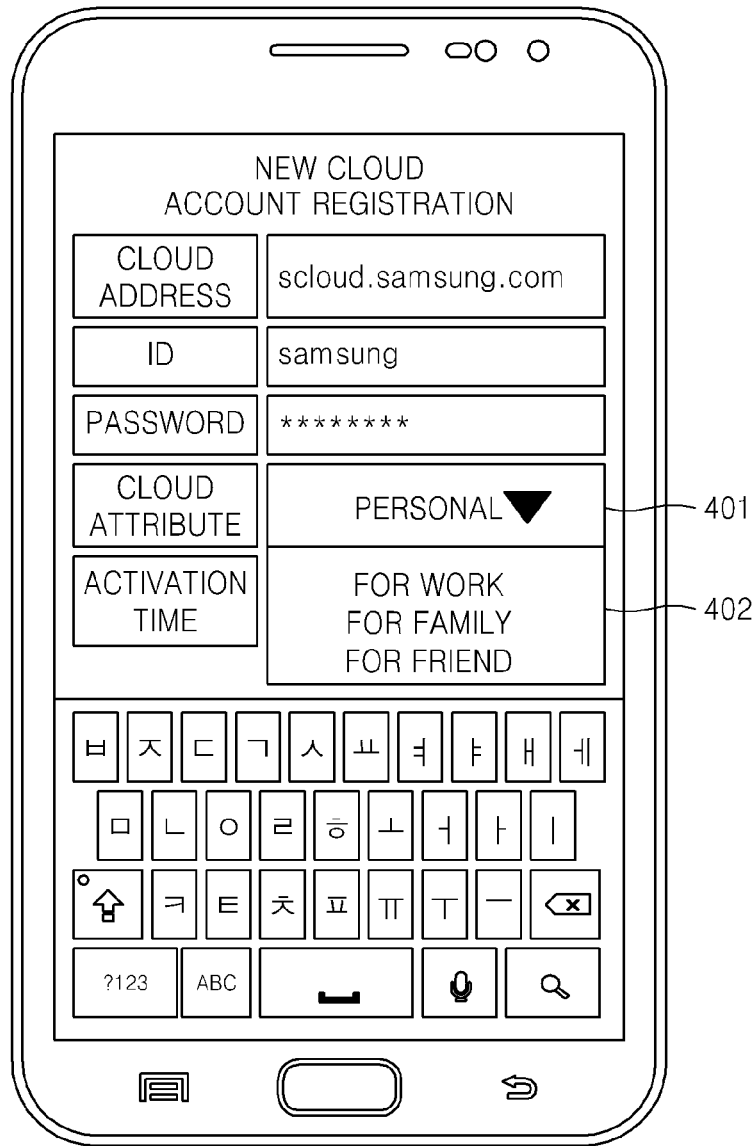 NEW CLOUD
ACCOUNT REGISTRATION
CLOUD
ADDRESS
scloud.samsung.com
ID
samsung
PASSWORD
********
CLOUD
ATTRIBUTE
PERSONAL
401
ACTIVATION
TIME
FOR WORK
FOR FAMILY
FOR FRIEND
402
ㅂ ㅈ ㄷ ㄱ ㅅ ㅛ ㅕ ㅑ ㅐ ㅔ
ㅁ ㄴ ㅇ ㄹ ㅎ ㅗ ㅓ ㅏ ㅣ
ㅋ ㅌ ㅊ ㅍ ㅠ ㅜ ㅡ
?123 ABC